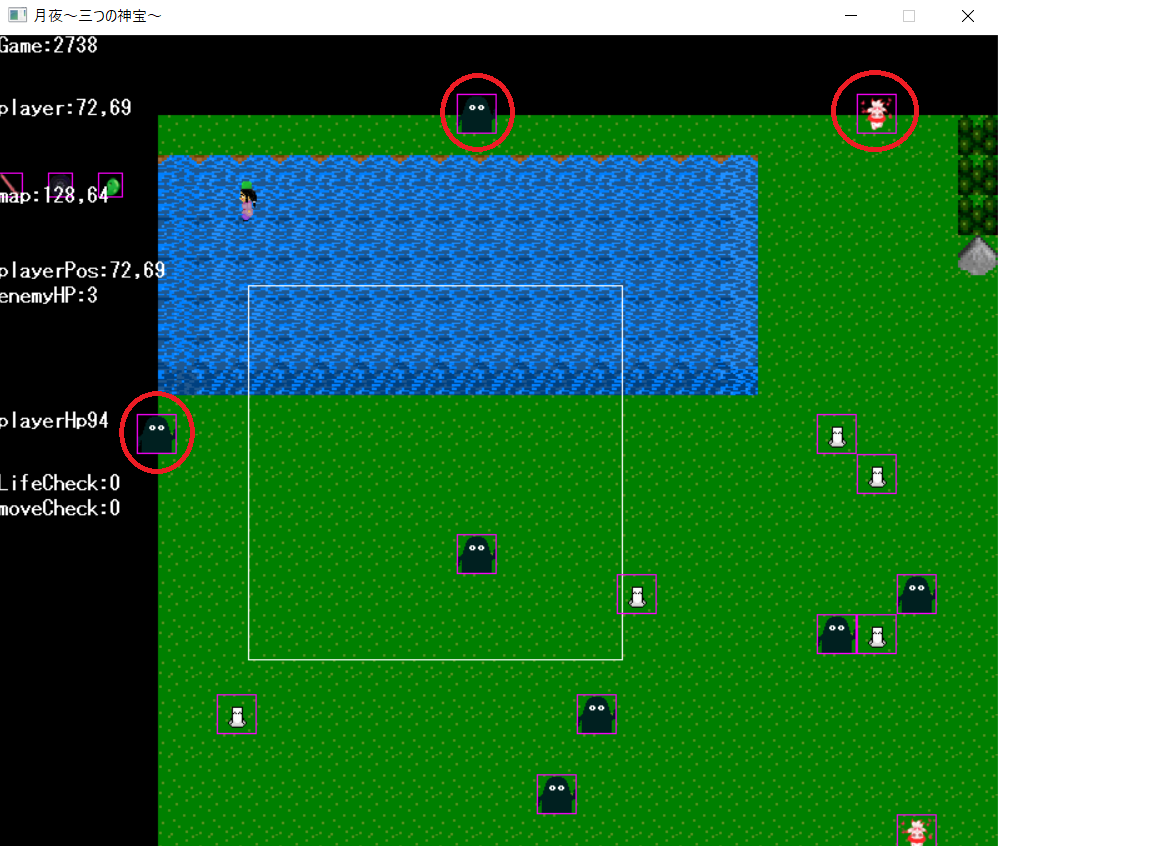 月夜～三つの神宝～
Game:2738
player:72,69
map:128,64
playerPos:72,69
enemyHP:3
playerHp94
LifeCheck:0
moveCheck:0